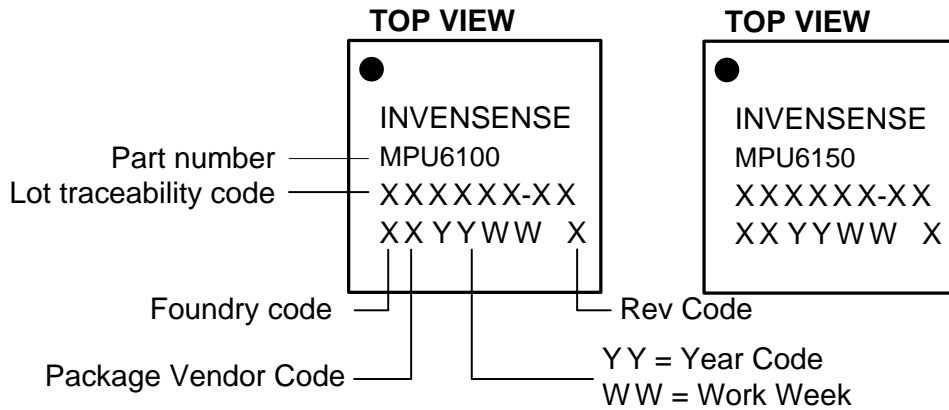 TOP VIEW
TOP VIEW
INVENSENSE
INVENSENSE
Part number
MPU6100
MPU6150
Lot traceability code
XXXXXX-XX
XXXXXX-XX
XXYYWW X
XXYYWW X
Foundry code
Rev Code
Package Vendor Code
YY = Year Code
WW = Work Week